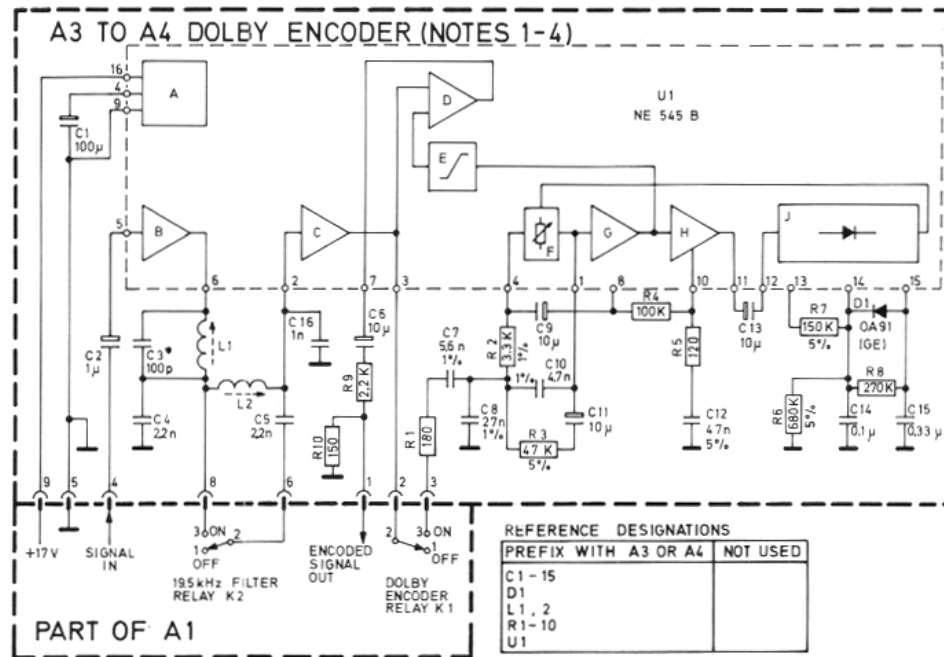 A3 TO A4 DOLBY ENCODER (NOTES 1-4)
16
4
9
A
C1
100µ
U1
NE 545 B
D
E
5
B
C
F
G
H
J
6
2
7
3
4
1
8
10
11
12
13
14
15
C2
1µ
C3*
100p
L1
L2
C4
2,2n
C5
2,2n
C16
1n
C6
10µ
R9
2,2K
R10
150
R1
180
C7
5,6n
1%
C8
27n
1%
R2
3.3K
1%
C9
10µ
C10
1% 4,7n
C11
10µ
R3
47K
5%
R4
100K
R5
120
C12
4.7n
5%
C13
10µ
R7
150K
5%
D1
OA91
(GE)
R8
270K
R6
680K
5%
C14
0,1µ
C15
0,33µ
9
5
4
8
6
1
2
3
+17V
SIGNAL
IN
3 ON
1
2
OFF
19.5kHz FILTER
RELAY K2
ENCODED
SIGNAL
OUT
3 ON
2
1
OFF
DOLBY
ENCODER
RELAY K1
PART OF A1
REFERENCE DESIGNATIONS
PREFIX WITH A3 OR A4 NOT USED
C1-15
D1
L1, 2
R1-10
U1